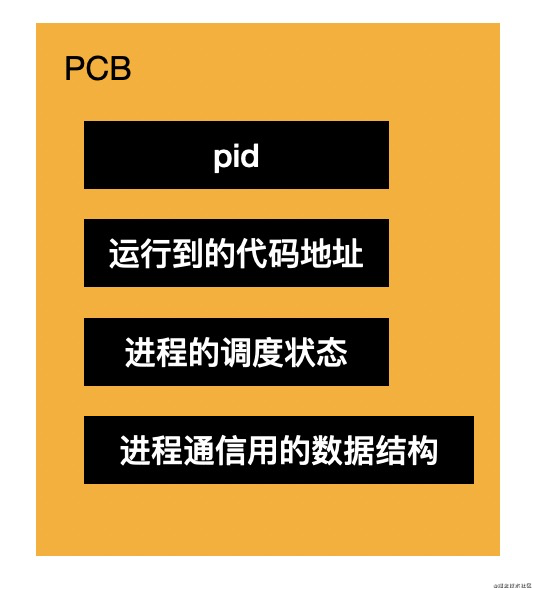 PCB
pid
运行到的代码地址
进程的调度状态
进程通信用的数据结构
@稀土掘金技术社区